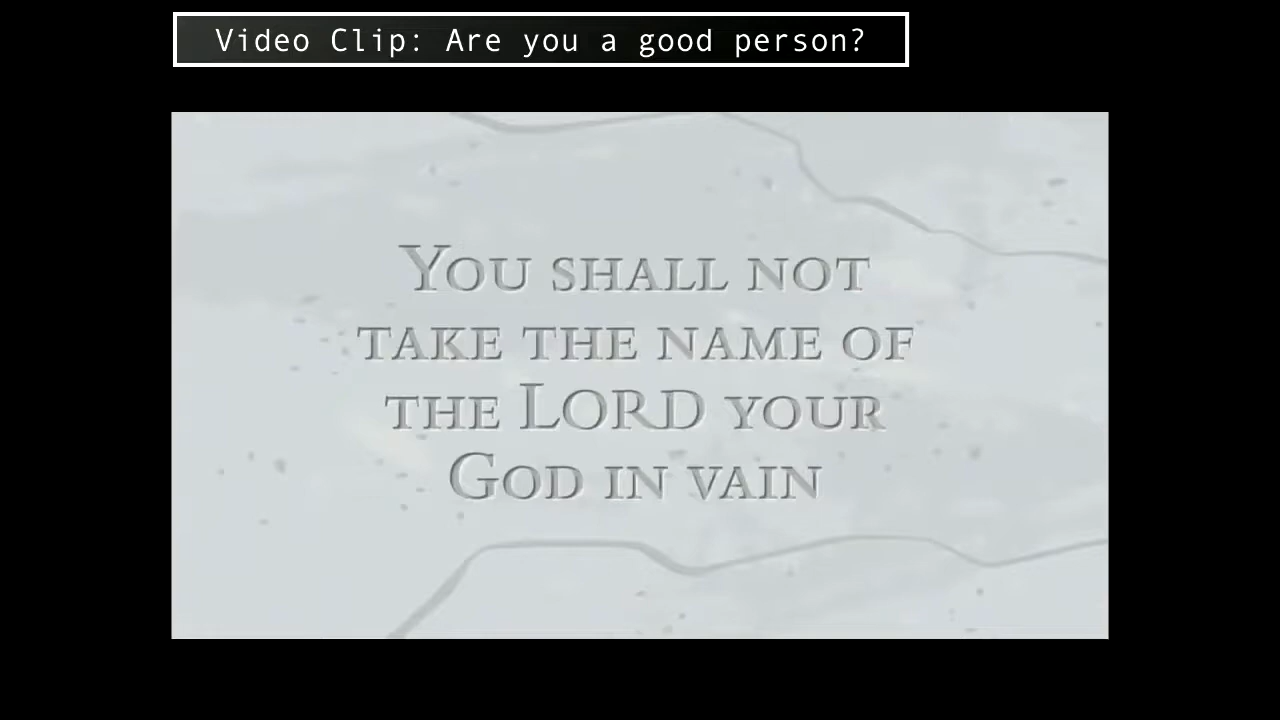 Video Clip: Are you a good person?
You shall not
take the name of
the LORD your
God in vain